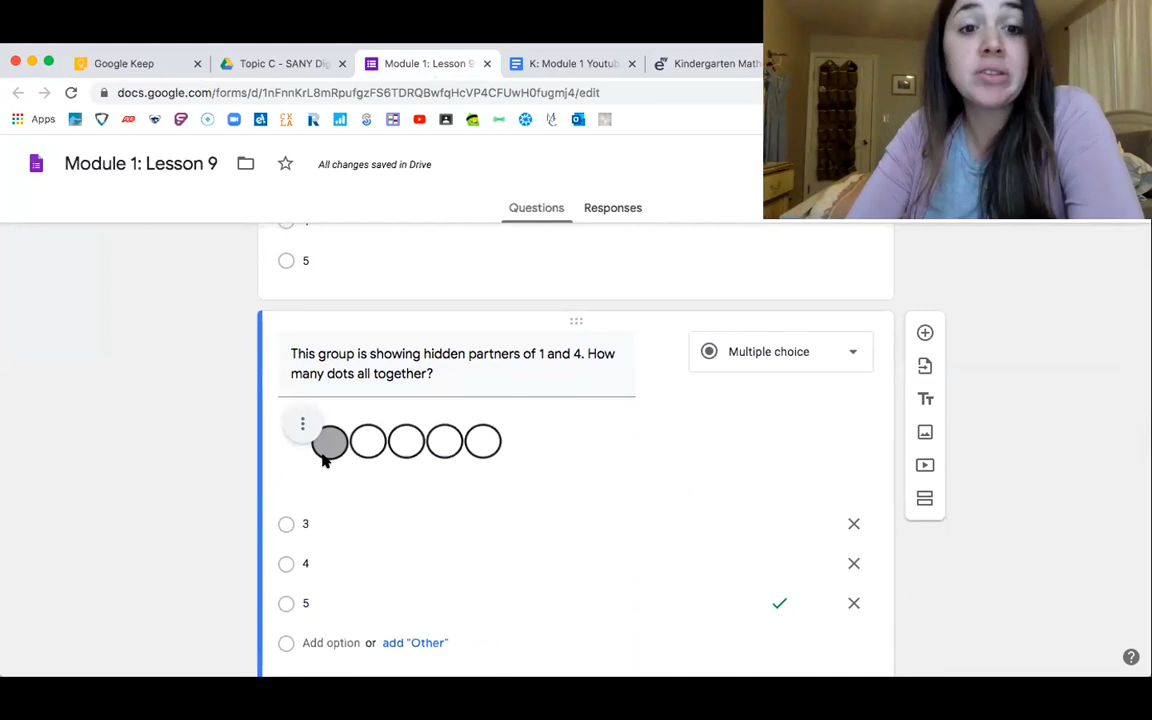 Google Keep
Topic C - SANY Dig
Module 1: Lesson 9
K: Module 1 Youtub
Kindergarten Math
docs.google.com/forms/d/1nFnnKrL8mRpufgzFS6TDRQBwfqHcVP4CFUwH0fugmj4/edit
Apps
Module 1: Lesson 9
All changes saved in Drive
Questions
Responses
5
This group is showing hidden partners of 1 and 4. How
many dots all together?
Multiple choice
3
4
5
Add option or add "Other"